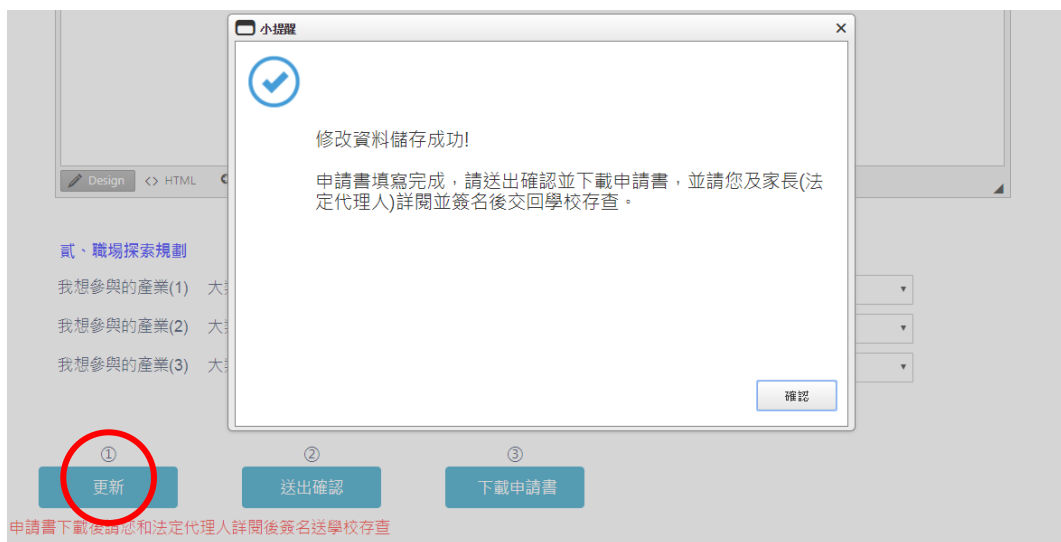 小提醒
修改資料儲存成功!
申請書填寫完成，請送出確認並下載申請書，並請您及家長(法
定代理人)詳閱並簽名後交回學校存查。
確認
Design <> HTML
貳、職場探索規劃
我想參與的產業(1) 大
我想參與的產業(2) 大
我想參與的產業(3) 大
① ② ③
更新 送出確認 下載申請書
申請書下載後請您和法定代理人詳閱後簽名送學校存查